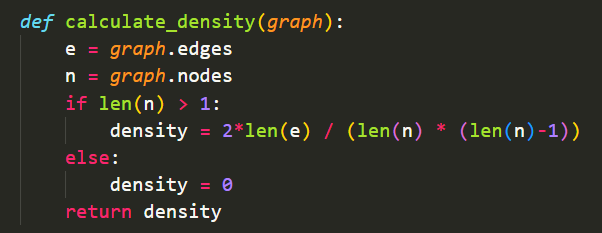 def calculate_density(graph):
    e = graph.edges
    n = graph.nodes
    if len(n) > 1:
        density = 2*len(e) / (len(n) * (len(n)-1))
    else:
        density = 0
    return density